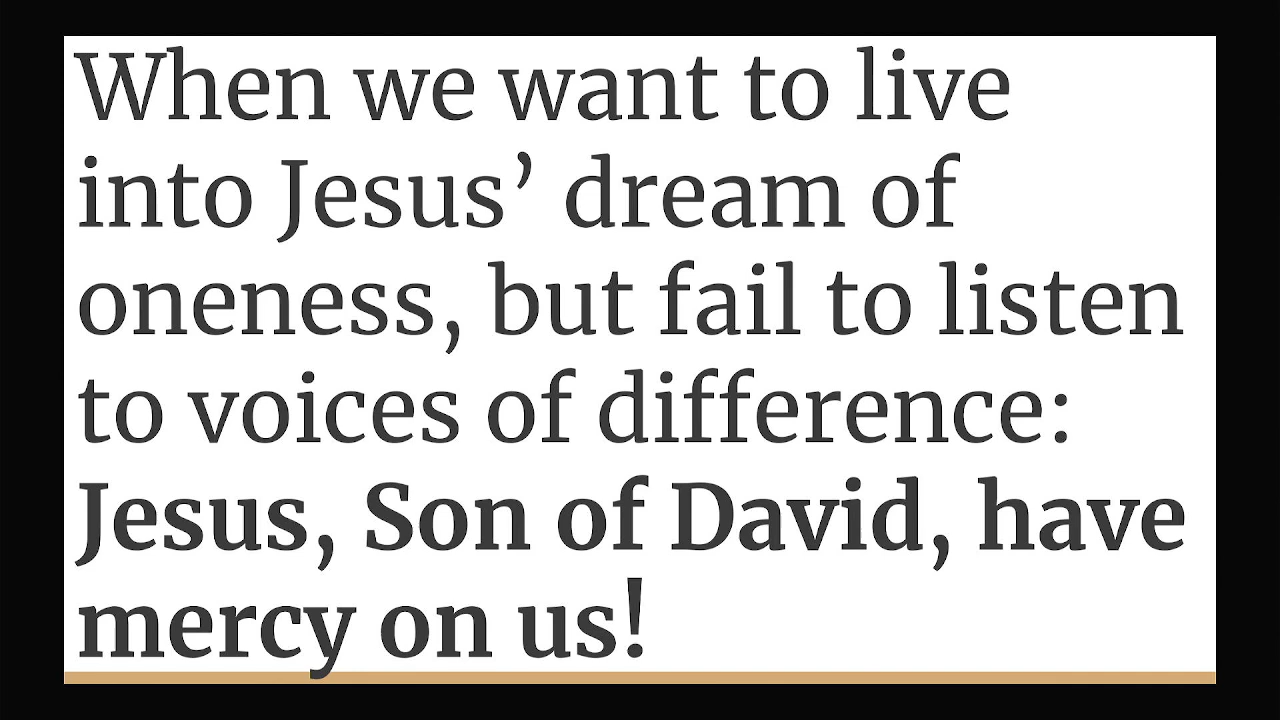 When we want to live
into Jesus’ dream of
oneness, but fail to listen
to voices of difference:
Jesus, Son of David, have
mercy on us!